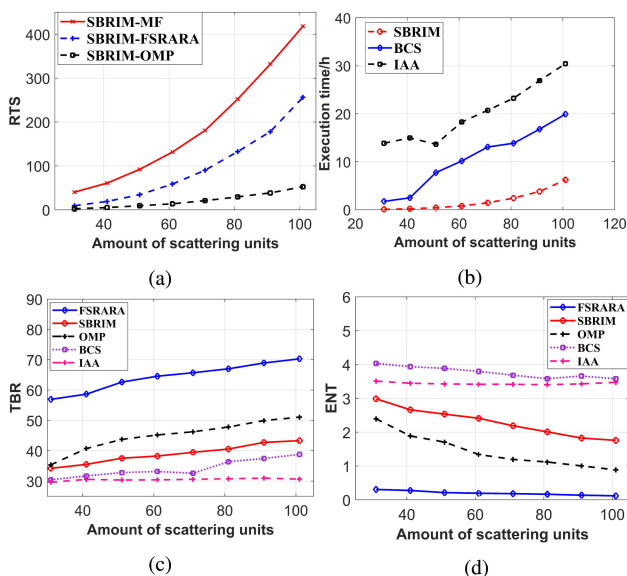 SBRIM-MF
SBRIM-FSRARA
SBRIM-OMP
RTS
400
300
200
100
0
40 60 80 100
Amount of scattering units
(a)
SBRIM
BCS
IAA
Execution time/h
40
30
20
10
0
20 40 60 80 100 120
Amount of scattering units
(b)
FSRARA
SBRIM
OMP
BCS
IAA
TBR
90
80
70
60
50
40
30
40 60 80 100
Amount of scattering units
(c)
FSRARA
SBRIM
OMP
BCS
IAA
ENT
6
5
4
3
2
1
0
40 60 80 100
Amount of scattering units
(d)